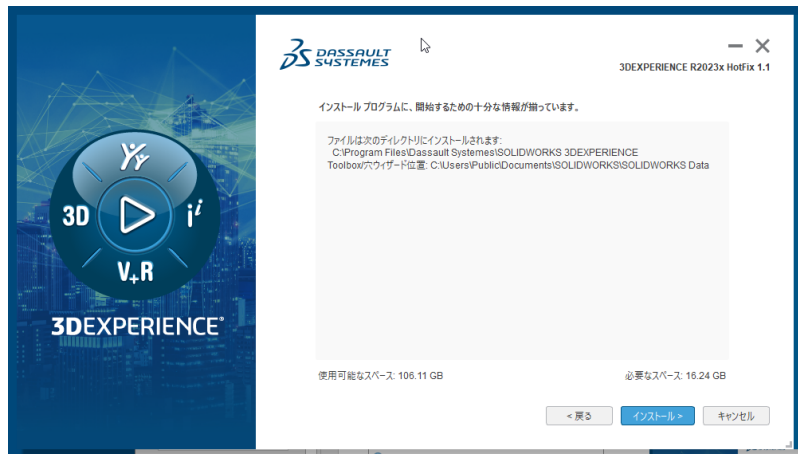 DASSAULT
SYSTEMES
3DEXPERIENCE R2023x HotFix 1.1
インストール プログラムに、開始するための十分な情報が揃っています。
ファイルは次のディレクトリにインストールされます:
C:\Program Files\Dassault Systemes\SOLIDWORKS 3DEXPERIENCE
Toolbox/穴ウィザード位置: C:\Users\Public\Documents\SOLIDWORKS\SOLIDWORKS Data
3D
i
V+R
3DEXPERIENCE®
使用可能なスペース: 106.11 GB
必要なスペース: 16.24 GB
< 戻る
インストール >
キャンセル